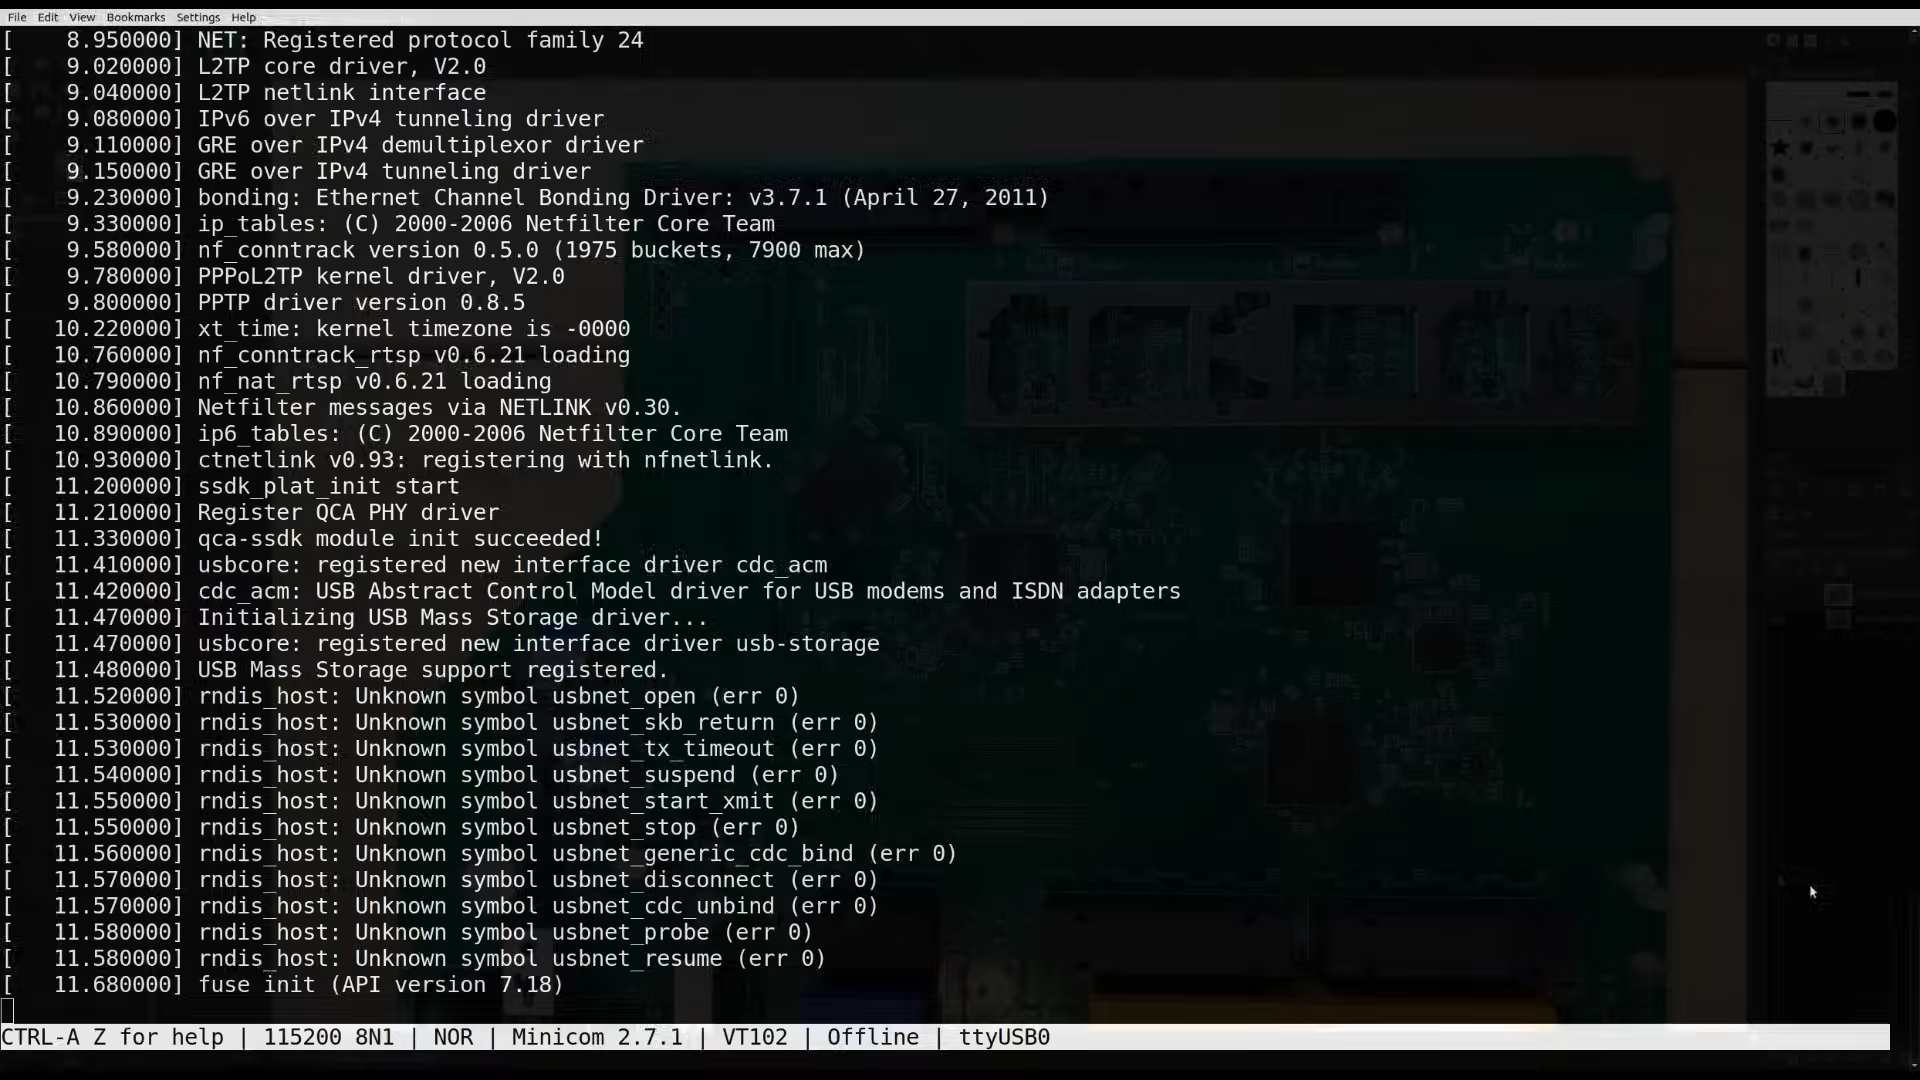 File Edit View Bookmarks Settings Help
[    8.950000] NET: Registered protocol family 24
[    9.020000] L2TP core driver, V2.0
[    9.040000] L2TP netlink interface
[    9.080000] IPv6 over IPv4 tunneling driver
[    9.110000] GRE over IPv4 demultiplexor driver
[    9.150000] GRE over IPv4 tunneling driver
[    9.230000] bonding: Ethernet Channel Bonding Driver: v3.7.1 (April 27, 2011)
[    9.330000] ip_tables: (C) 2000-2006 Netfilter Core Team
[    9.580000] nf_conntrack version 0.5.0 (1975 buckets, 7900 max)
[    9.780000] PPPoL2TP kernel driver, V2.0
[    9.800000] PPTP driver version 0.8.5
[   10.220000] xt_time: kernel timezone is -0000
[   10.760000] nf_conntrack_rtsp v0.6.21 loading
[   10.790000] nf_nat_rtsp v0.6.21 loading
[   10.860000] Netfilter messages via NETLINK v0.30.
[   10.890000] ip6_tables: (C) 2000-2006 Netfilter Core Team
[   10.930000] ctnetlink v0.93: registering with nfnetlink.
[   11.200000] ssdk_plat_init start
[   11.210000] Register QCA PHY driver
[   11.330000] qca-ssdk module init succeeded!
[   11.410000] usbcore: registered new interface driver cdc_acm
[   11.420000] cdc_acm: USB Abstract Control Model driver for USB modems and ISDN adapters
[   11.470000] Initializing USB Mass Storage driver...
[   11.470000] usbcore: registered new interface driver usb-storage
[   11.480000] USB Mass Storage support registered.
[   11.520000] rndis_host: Unknown symbol usbnet_open (err 0)
[   11.530000] rndis_host: Unknown symbol usbnet_skb_return (err 0)
[   11.530000] rndis_host: Unknown symbol usbnet_tx_timeout (err 0)
[   11.540000] rndis_host: Unknown symbol usbnet_suspend (err 0)
[   11.550000] rndis_host: Unknown symbol usbnet_start_xmit (err 0)
[   11.550000] rndis_host: Unknown symbol usbnet_stop (err 0)
[   11.560000] rndis_host: Unknown symbol usbnet_generic_cdc_bind (err 0)
[   11.570000] rndis_host: Unknown symbol usbnet_disconnect (err 0)
[   11.570000] rndis_host: Unknown symbol usbnet_cdc_unbind (err 0)
[   11.580000] rndis_host: Unknown symbol usbnet_probe (err 0)
[   11.580000] rndis_host: Unknown symbol usbnet_resume (err 0)
[   11.680000] fuse init (API version 7.18)
CTRL-A Z for help | 115200 8N1 | NOR | Minicom 2.7.1 | VT102 | Offline | ttyUSB0